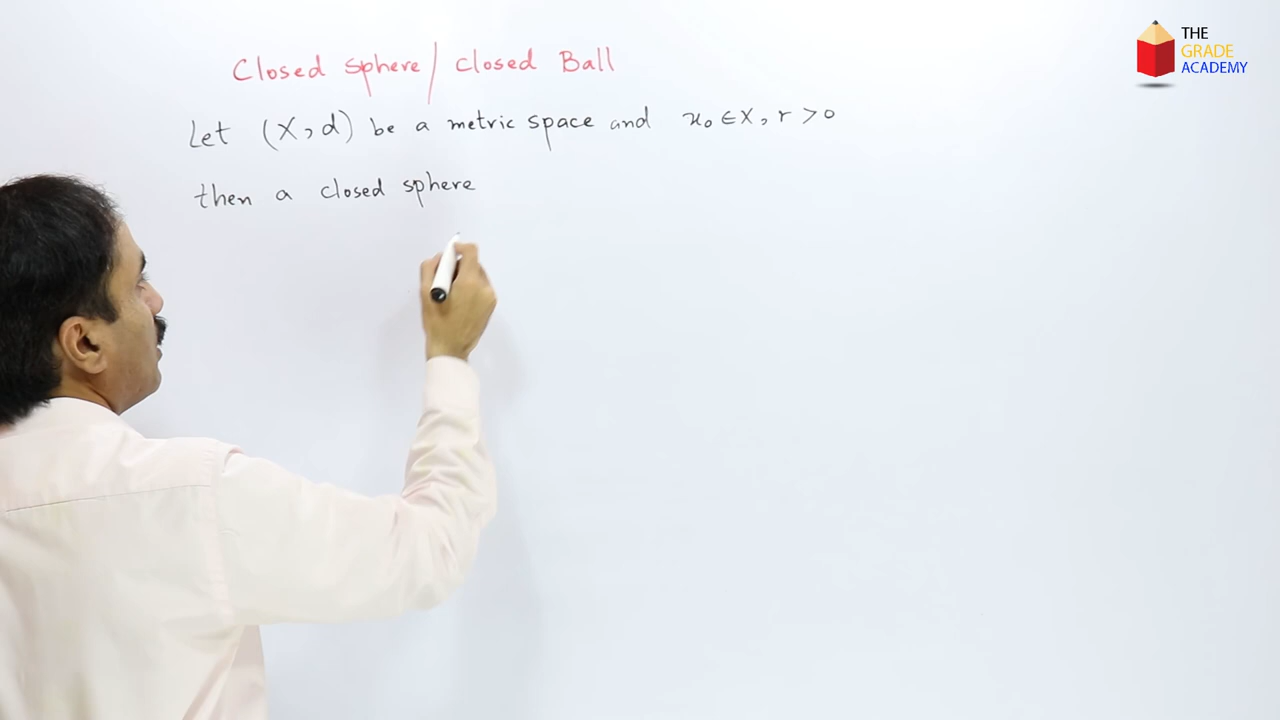 Closed sphere/closed Ball
Let (X, d) be a metric space and x₀ ∈ X, r > 0
then a closed sphere
THE
GRADE
ACADEMY